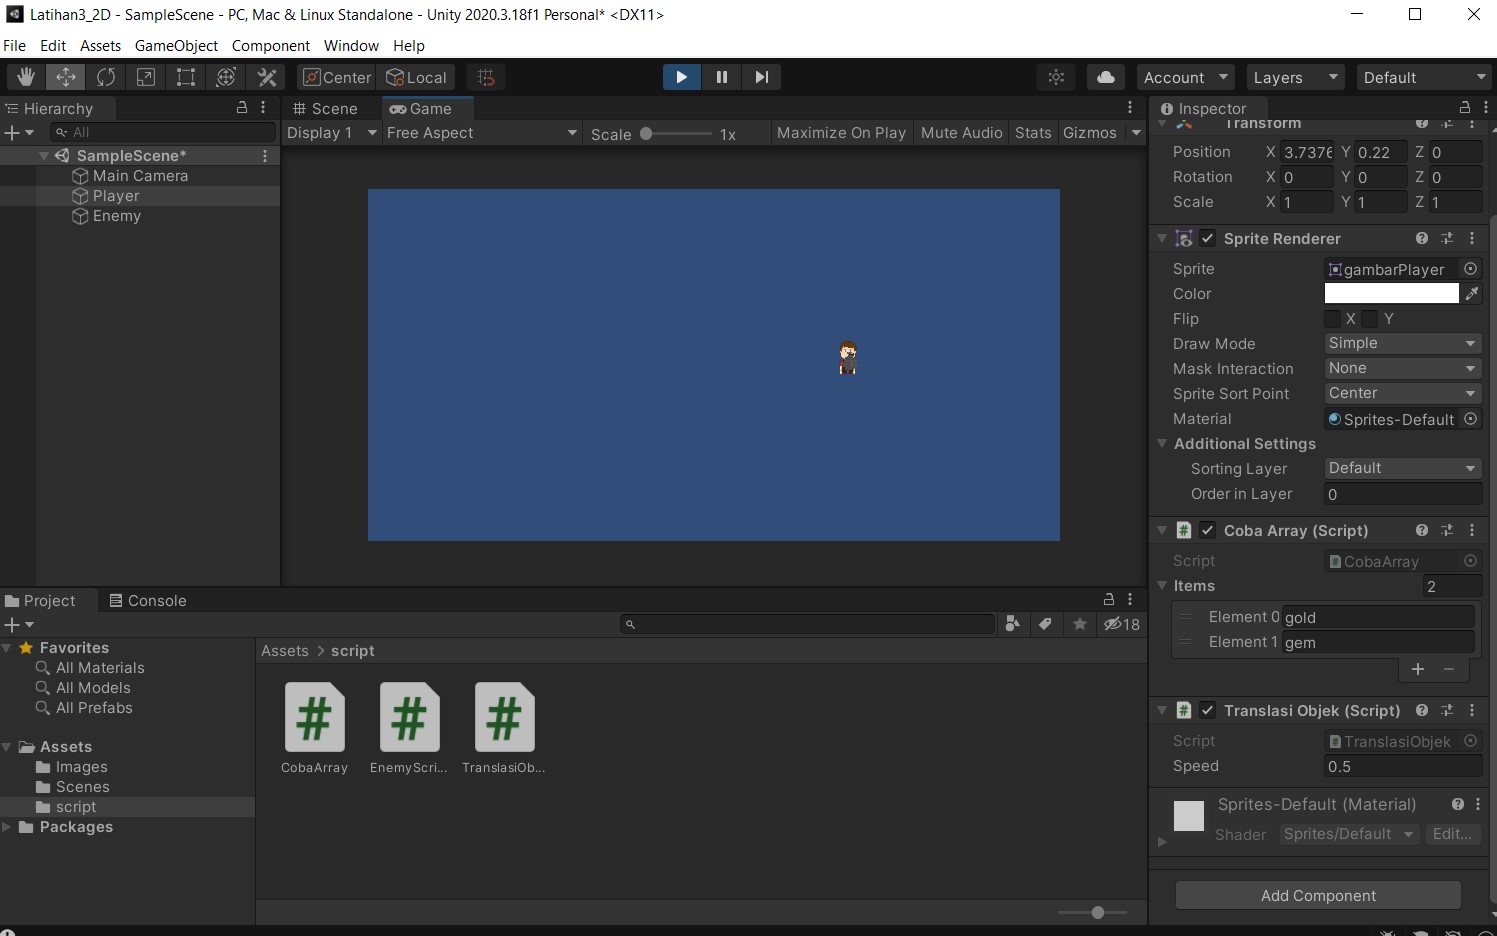 Latihan3_2D - SampleScene - PC, Mac & Linux Standalone - Unity 2020.3.18f1 Personal* <DX11>
File Edit Assets GameObject Component Window Help
Center Local Account Layers Default
Hierarchy
All
SampleScene*
Main Camera
Player
Enemy
Scene Game
Display 1 Free Aspect Scale 1x Maximize On Play Mute Audio Stats Gizmos
Inspector
Transform
Position X 3.7376 Y 0.22 Z 0
Rotation X 0 Y 0 Z 0
Scale X 1 Y 1 Z 1
Sprite Renderer
Sprite gambarPlayer
Color
Flip X Y
Draw Mode Simple
Mask Interaction None
Sprite Sort Point Center
Material Sprites-Default
Additional Settings
Sorting Layer Default
Order in Layer 0
Coba Array (Script)
Script CobaArray
Items 2
Element 0 gold
Element 1 gem
Translasi Objek (Script)
Script TranslasiObjek
Speed 0.5
Sprites-Default (Material)
Shader Sprites/Default Edit...
Add Component
Project Console
18
Favorites
All Materials
All Models
All Prefabs
Assets
Images
Scenes
script
Packages
Assets > script
CobaArray EnemyScri... TranslasiOb...